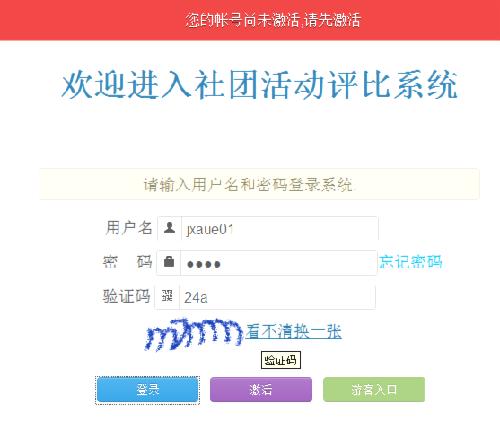 您的帐号尚未激活,请先激活
欢迎进入社团活动评比系统
请输入用户名和密码登录系统.
用户名 jxaue01
密 码 ●●●● 忘记密码
验证码 24a
看不清换一张
验证码
登录 激活 游客入口